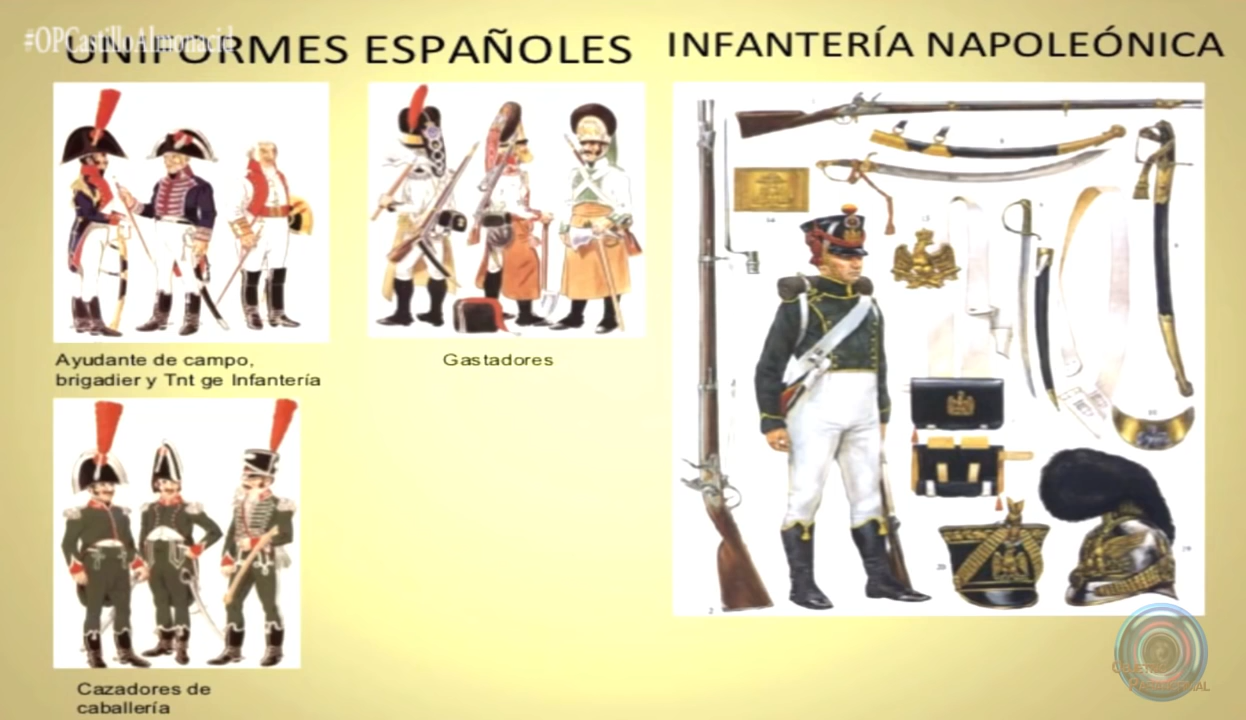 #OPCastilloAlmonacid
UNIFORMES ESPAÑOLES
INFANTERÍA NAPOLEÓNICA
Ayudante de campo,
brigadier y Tnt ge Infantería
Gastadores
Cazadores de
caballería